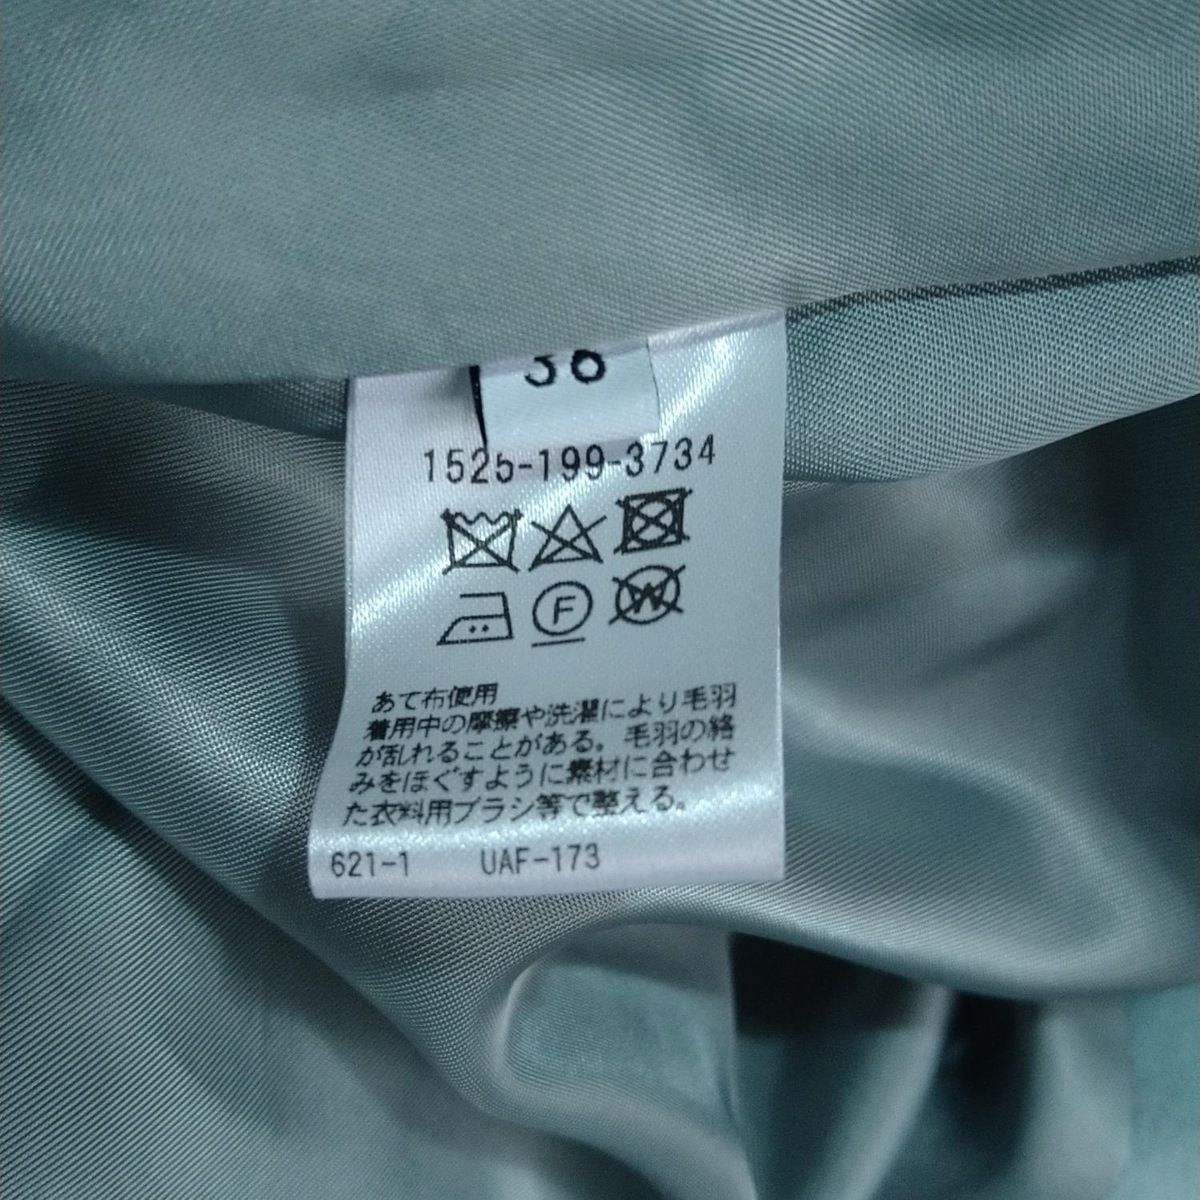 38
1525-199-3734
F
W
あて布使用
着用中の摩擦や洗濯により毛羽
が乱れることがある。毛羽の絡
みをほぐすように素材に合わせ
た衣料用ブラシ等で整える。
621-1 UAF-173